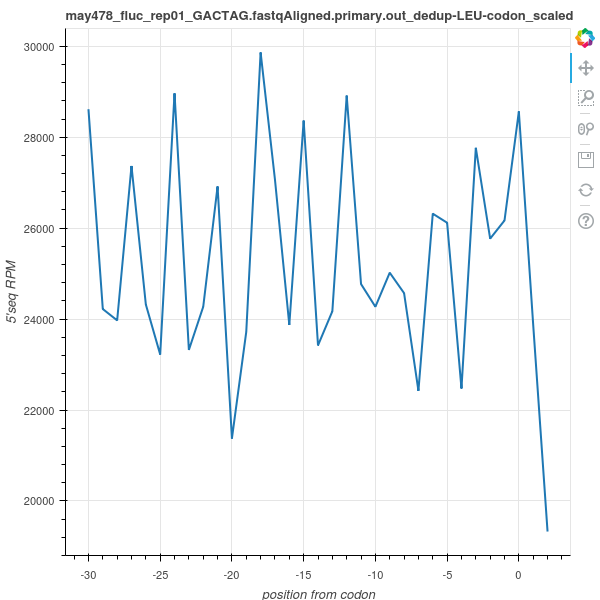 may478_fluc_rep01_GACTAG.fastqAligned.primary.out_dedup-LEU-codon_scaled
30000
28000
26000
24000
22000
20000
5'seq RPM
-30 -25 -20 -15 -10 -5 0
position from codon